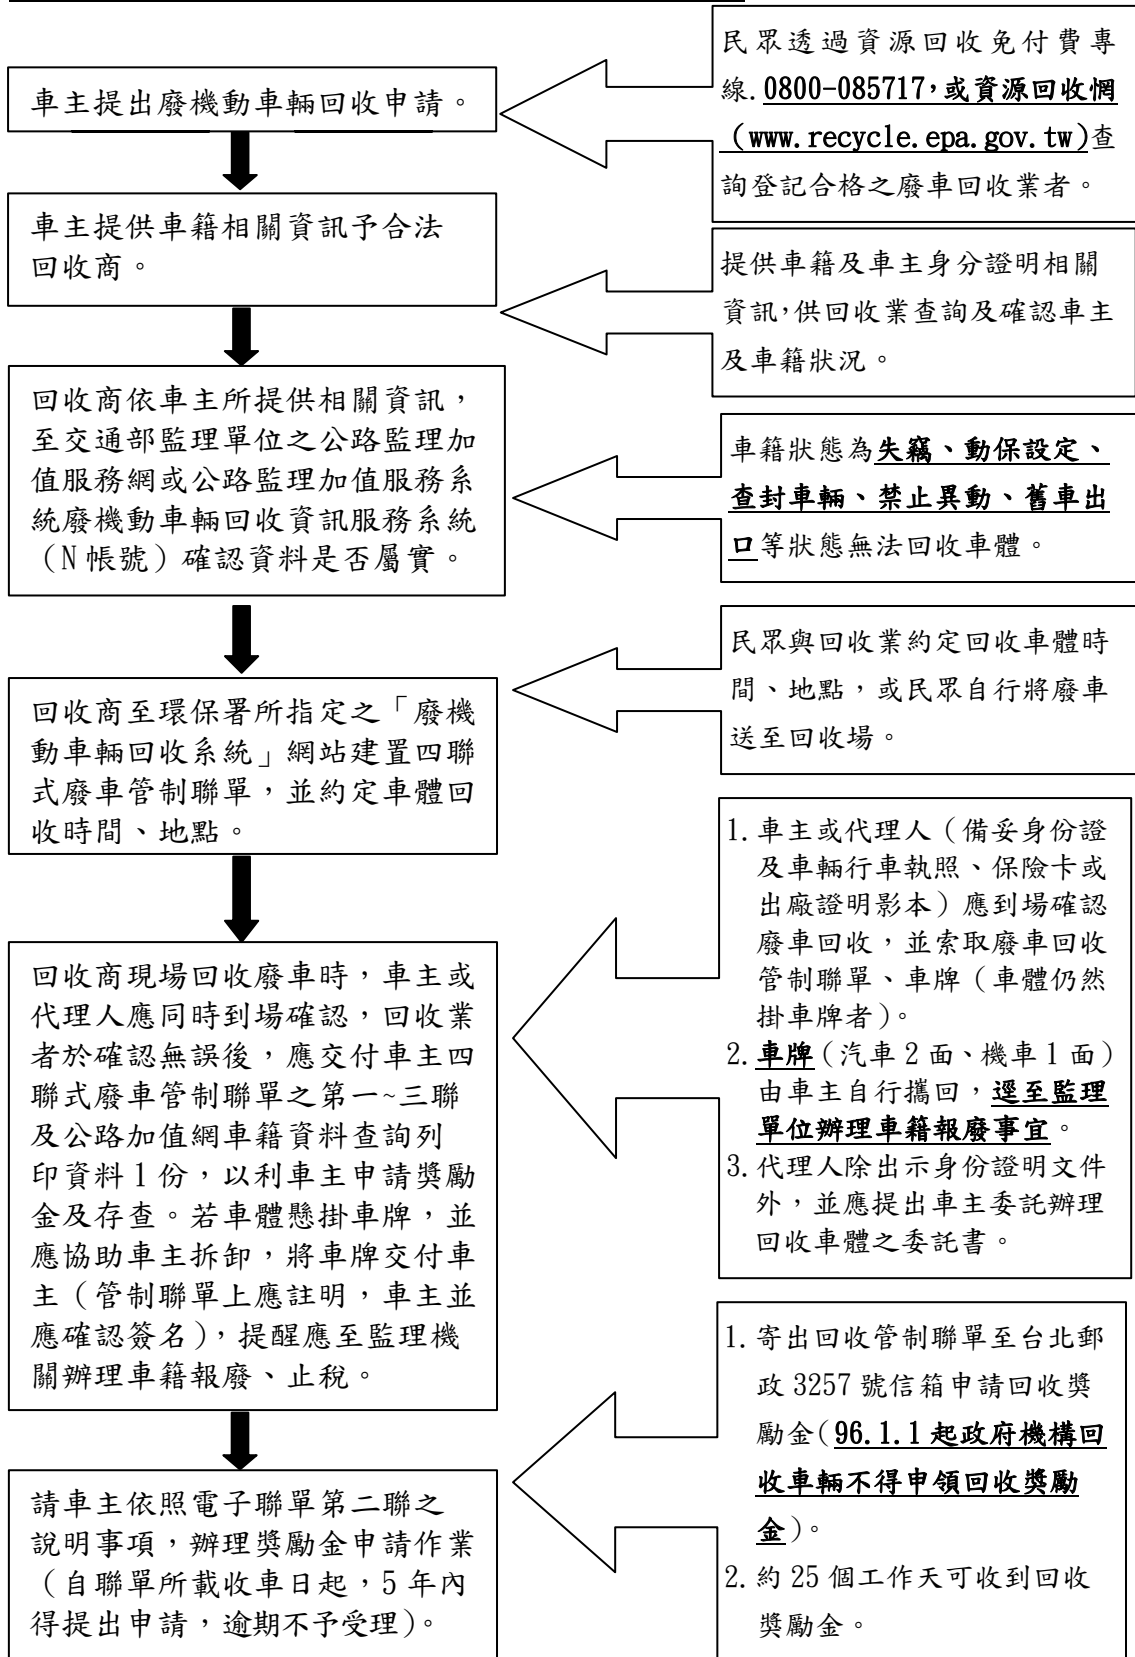 車主提出廢機動車輛回收申請。
民眾透過資源回收免付費專
線.0800-085717,或資源回收惘
(www.recycle.epa.gov.tw)查
詢登記合格之廢車回收業者。
車主提供車籍相關資訊予合法
回收商。
提供車籍及車主身分證明相關
資訊,供回收業查詢及確認車主
及車籍狀況。
回收商依車主所提供相關資訊,
至交通部監理單位之公路監理加
值服務網或公路監理加值服務系
統廢機動車輛回收資訊服務系統
(N帳號)確認資料是否屬實。
車籍狀態為失竊、動保設定、
查封車輛、禁止異動、舊車出
口等狀態無法回收車體。
回收商至環保署所指定之「廢機
動車輛回收系統」網站建置四聯
式廢車管制聯單,並約定車體回
收時間、地點。
民眾與回收業約定回收車體時
間、地點,或民眾自行將廢車
送至回收場。
回收商現場回收廢車時,車主或
代理人應同時到場確認,回收業
者於確認無誤後,應交付車主四
聯式廢車管制聯單之第一~三聯
及公路加值網車籍資料查詢列
印資料1份,以利車主申請獎勵
金及存查。若車體懸掛車牌,並
應協助車主拆卸,將車牌交付車
主(管制聯單上應註明,車主並
應確認簽名),提醒應至監理機
關辦理車籍報廢、止稅。
1.車主或代理人(備妥身份證
及車輛行車執照、保險卡或
出廠證明影本)應到場確認
廢車回收,並索取廢車回收
管制聯單、車牌(車體仍然
掛車牌者)。
2.車牌(汽車2面、機車1面)
由車主自行攜回,逕至監理
單位辦理車籍報廢事宜。
3.代理人除出示身份證明文件
外,並應提出車主委託辦理
回收車體之委託書。
請車主依照電子聯單第二聯之
說明事項,辦理獎勵金申請作業
(自聯單所載收車日起,5年內
得提出申請,逾期不予受理)。
1.寄出回收管制聯單至台北郵
政3257號信箱申請回收獎
勵金(96.1.1起政府機構回
收車輛不得申領回收獎勵
金)。
2.約25個工作天可收到回收
獎勵金。